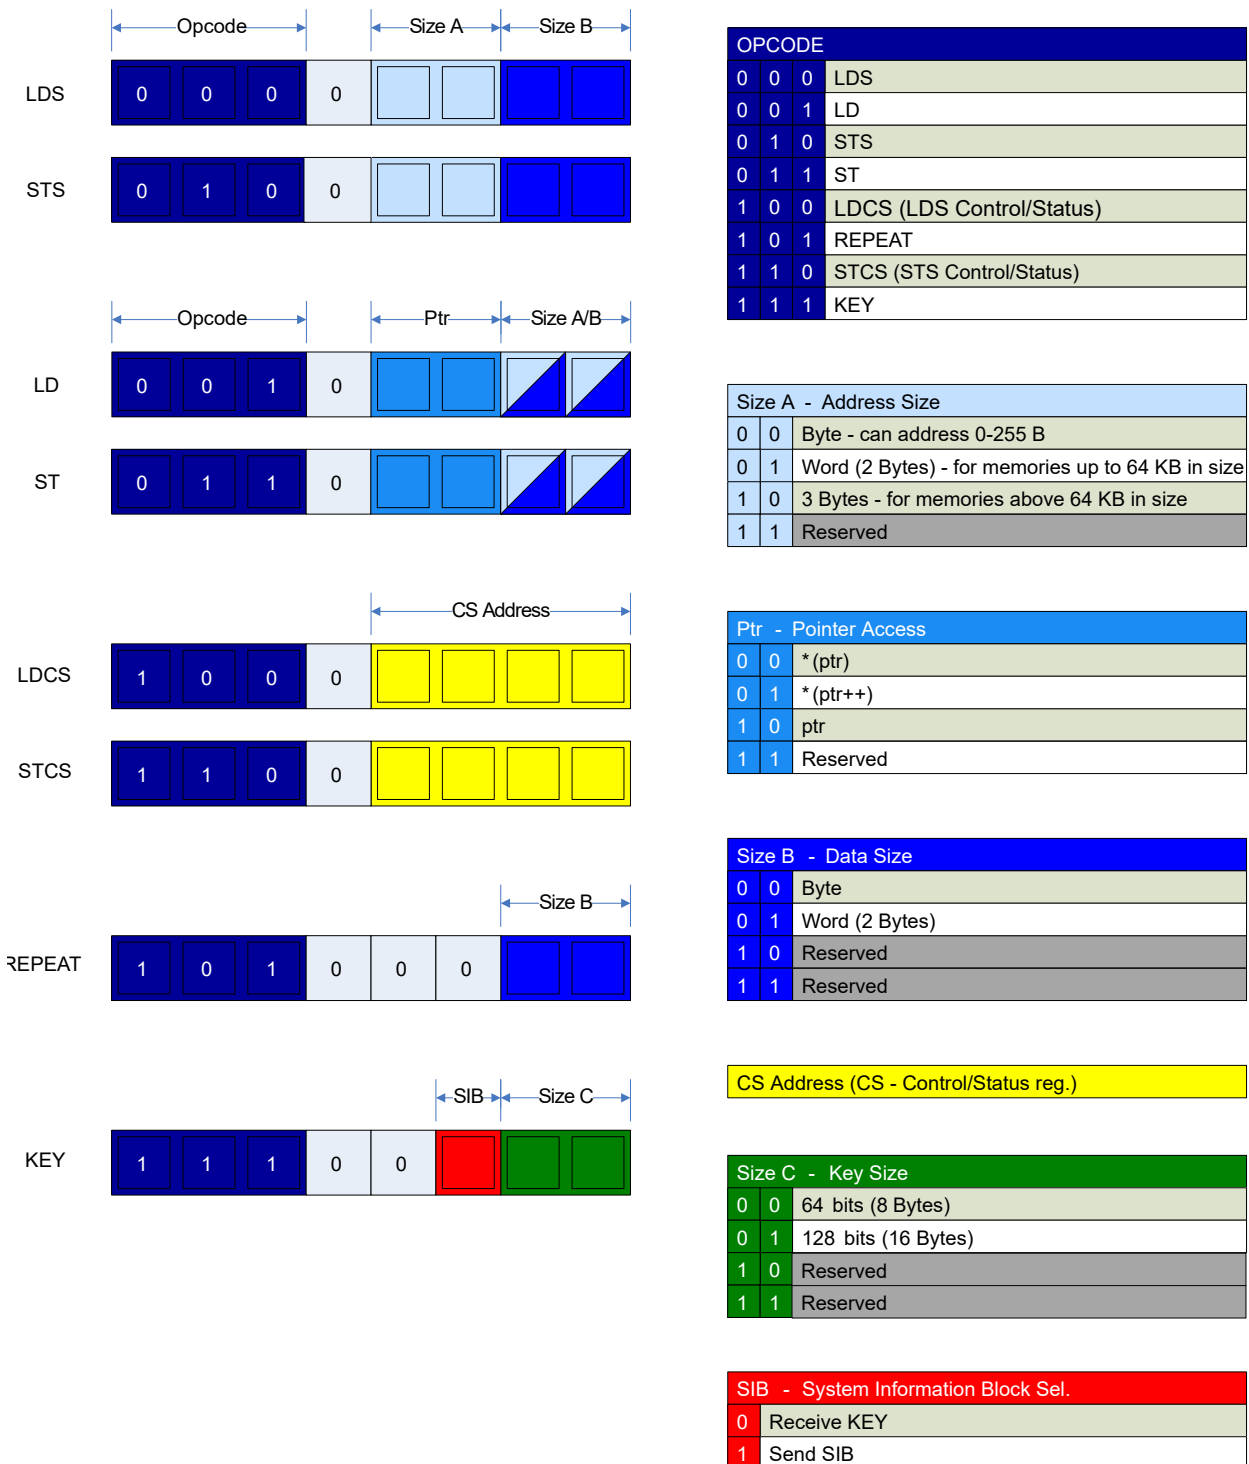 Opcode Size A Size B
LDS 0 0 0 0
STS 0 1 0 0
Opcode Ptr Size A/B
LD 0 0 1 0
ST 0 1 1 0
CS Address
LDCS 1 0 0 0
STCS 1 1 0 0
Size B
REPEAT 1 0 1 0 0 0
SIB Size C
KEY 1 1 1 0 0
OPCODE
0 0 0 LDS
0 0 1 LD
0 1 0 STS
0 1 1 ST
1 0 0 LDCS (LDS Control/Status)
1 0 1 REPEAT
1 1 0 STCS (STS Control/Status)
1 1 1 KEY
Size A - Address Size
0 0 Byte - can address 0-255 B
0 1 Word (2 Bytes) - for memories up to 64 KB in size
1 0 3 Bytes - for memories above 64 KB in size
1 1 Reserved
Ptr - Pointer Access
0 0 *(ptr)
0 1 *(ptr++)
1 0 ptr
1 1 Reserved
Size B - Data Size
0 0 Byte
0 1 Word (2 Bytes)
1 0 Reserved
1 1 Reserved
CS Address (CS - Control/Status reg.)
Size C - Key Size
0 0 64 bits (8 Bytes)
0 1 128 bits (16 Bytes)
1 0 Reserved
1 1 Reserved
SIB - System Information Block Sel.
0 Receive KEY
1 Send SIB